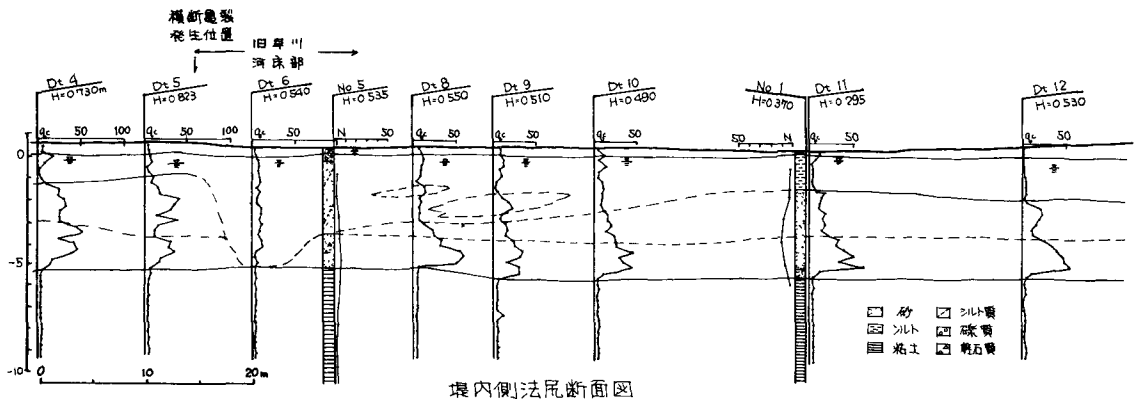 横断亀裂
発生位置
旧草川
河床部
Dt 4
H=0.730m
Dt 5
H=0.823
Dt 6
H=0.540
No 5
H=0.535
Dt 8
H=0.550
Dt 9
H=0.510
Dt 10
H=0.490
No 1
H=0.370
Dt 11
H=0.295
Dt 12
H=0.530
qc 50 100
qc 50 100
qc 50
N 50
qc 50
qc 50
qc 50
50 N
qc 50
qc 50
0
-5
-10
0 10 20 m
砂
シルト
粘土
シルト質
礫質
軽石質
堤内側法尻断面図